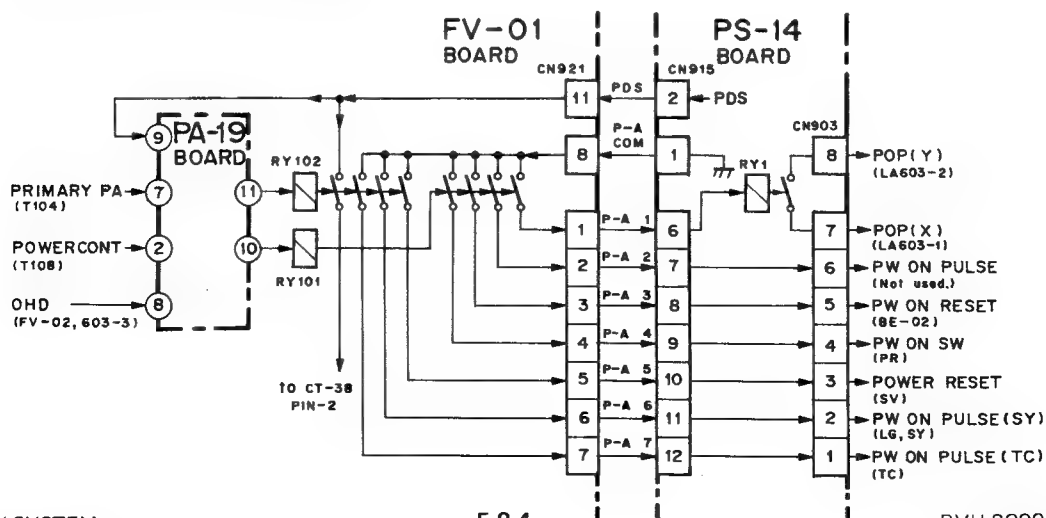 FV-01
BOARD
PS-14
BOARD
CN921
CN915
11
PDS
2
PDS
9
PA-19
BOARD
8
P-A
COM
1
CN903
RY102
RY1
8
POP(Y)
(LA603-2)
PRIMARY PA
(T104)
7
11
1
P-A 1
6
7
POP(X)
(LA603-1)
POWERCONT
(T108)
2
10
RY101
2
P-A 2
7
6
PW ON PULSE
(Not used.)
OHD
(FV-02, 603-3)
8
3
P-A 3
8
5
PW ON RESET
(BE-02)
4
P-A 4
9
4
PW ON SW
(PR)
TO CT-38
PIN-2
5
P-A 5
10
3
POWER RESET
(SV)
6
P-A 6
11
2
PW ON PULSE(SY)
(LG, SY)
7
P-A 7
12
1
PW ON PULSE(TC)
(TC)